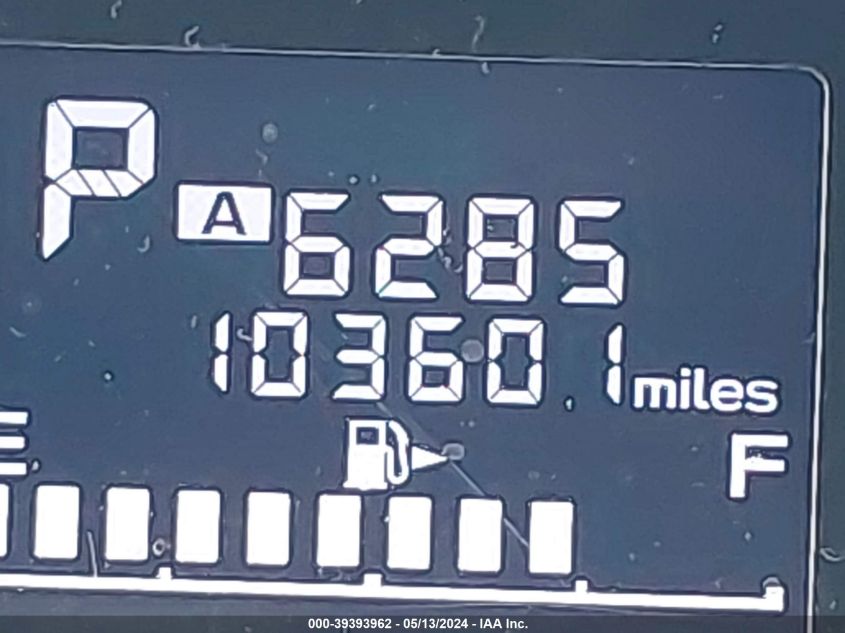 P
A 6285
10360.1 miles
E F
000-39393962 - 05/13/2024 - IAA Inc.